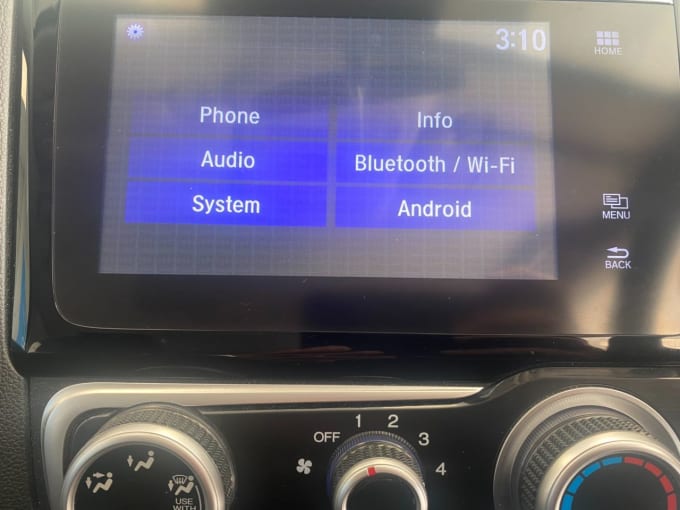 3:10
HOME
Phone
Info
Audio
Bluetooth / Wi-Fi
System
Android
MENU
BACK
OFF 1 2 3 4
USE
WITH